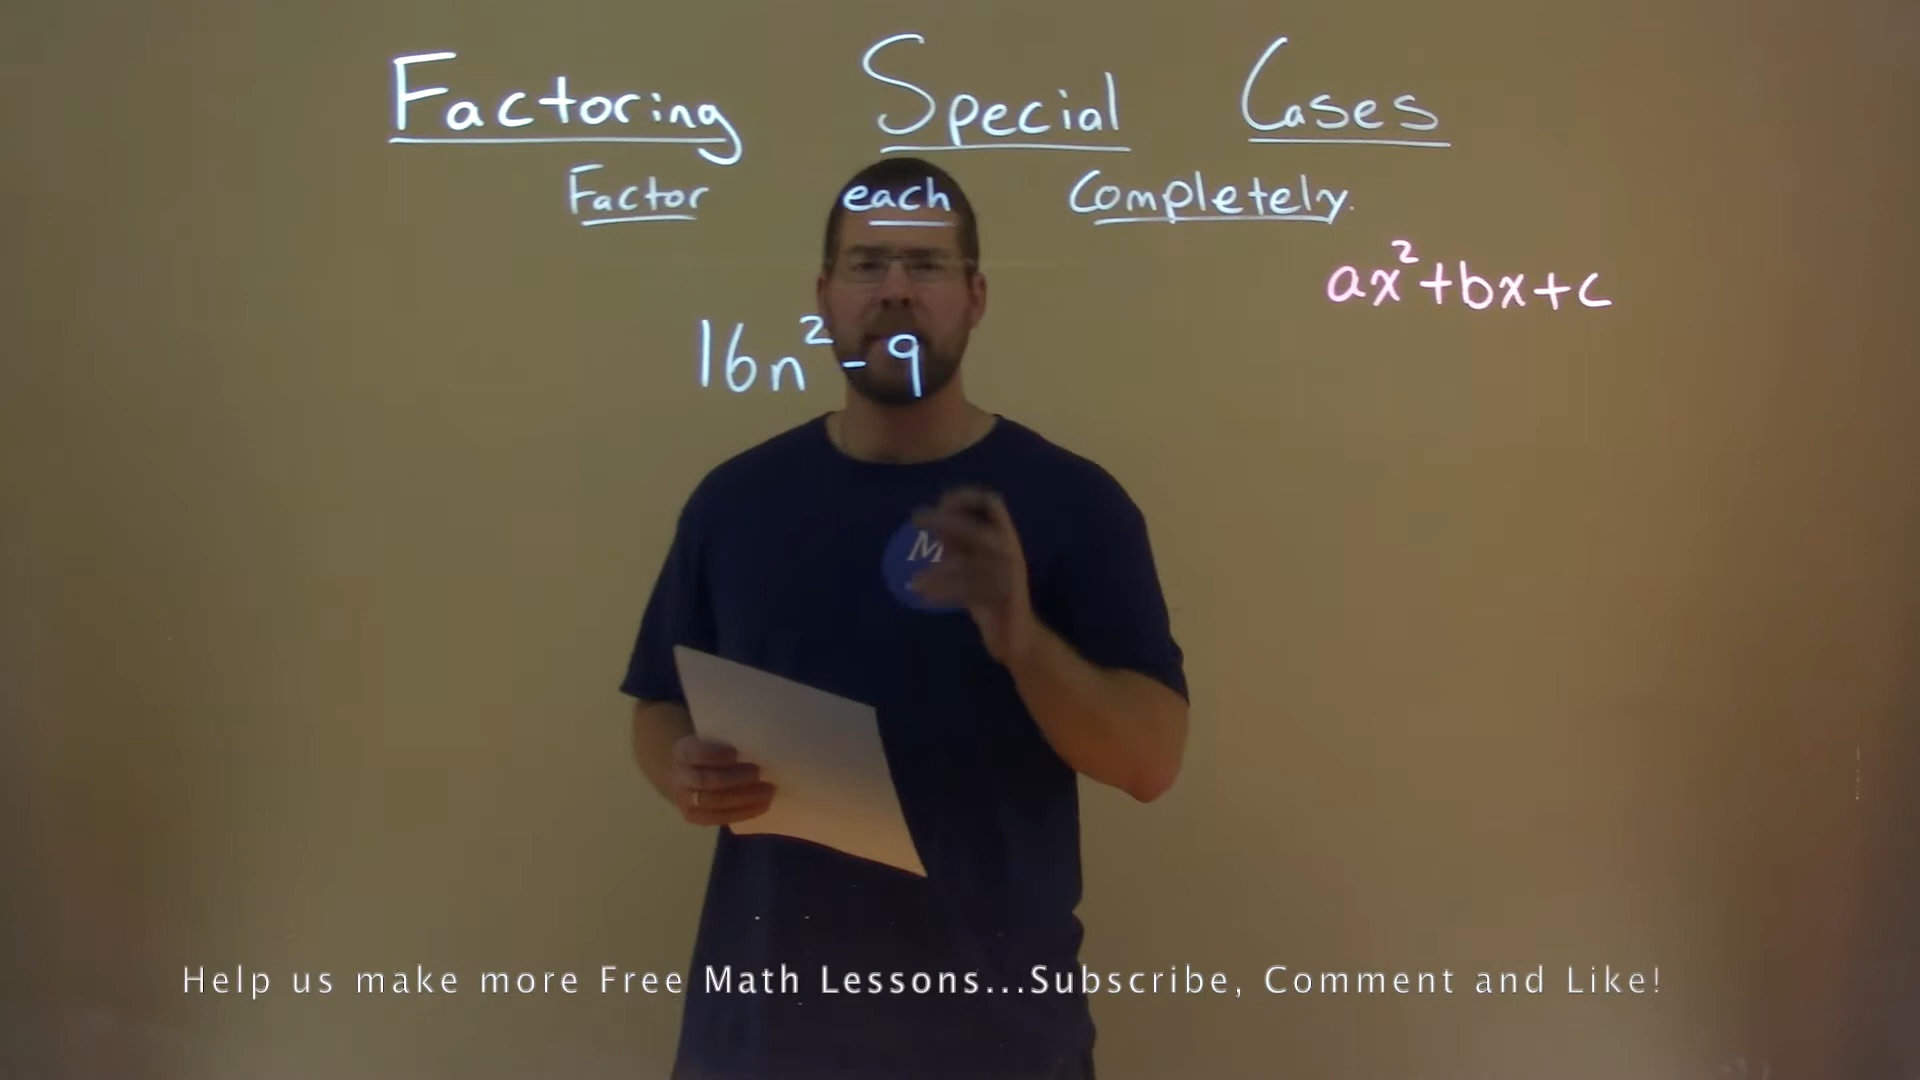 Factoring Special Cases
Factor each Completely.
ax²+bx+c
16n²-9
M
Help us make more Free Math Lessons...Subscribe, Comment and Like!